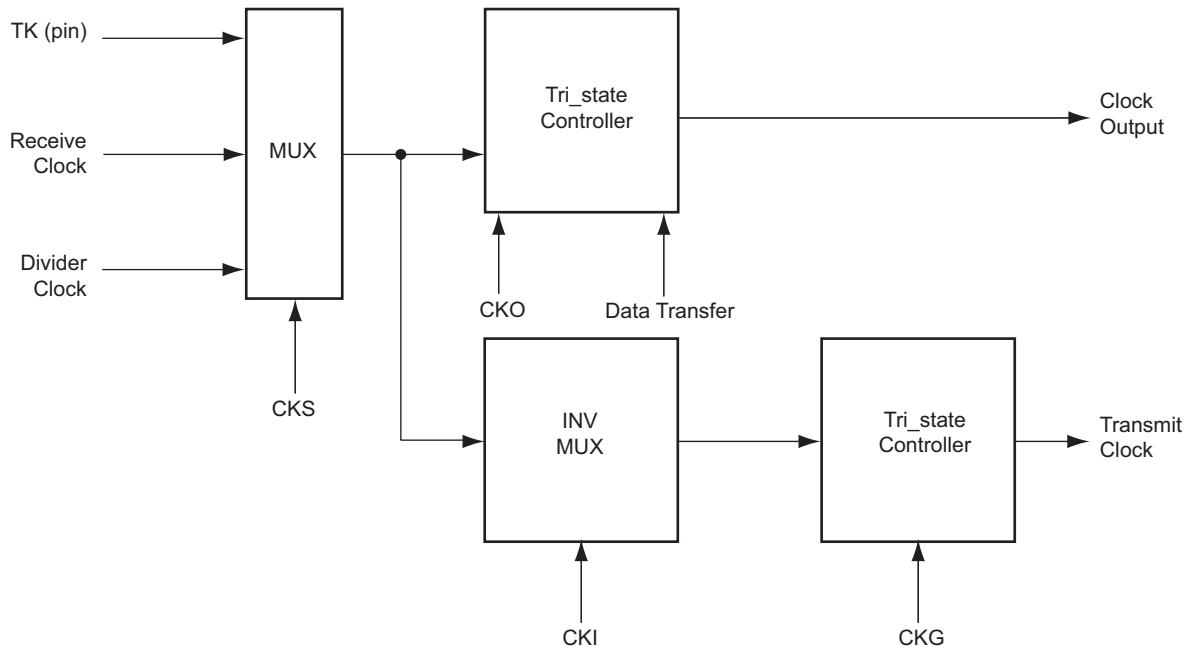 TK (pin)
Receive
Clock
Divider
Clock
MUX
CKS
Tri_state
Controller
CKO
Data Transfer
Clock
Output
INV
MUX
CKI
Tri_state
Controller
CKG
Transmit
Clock